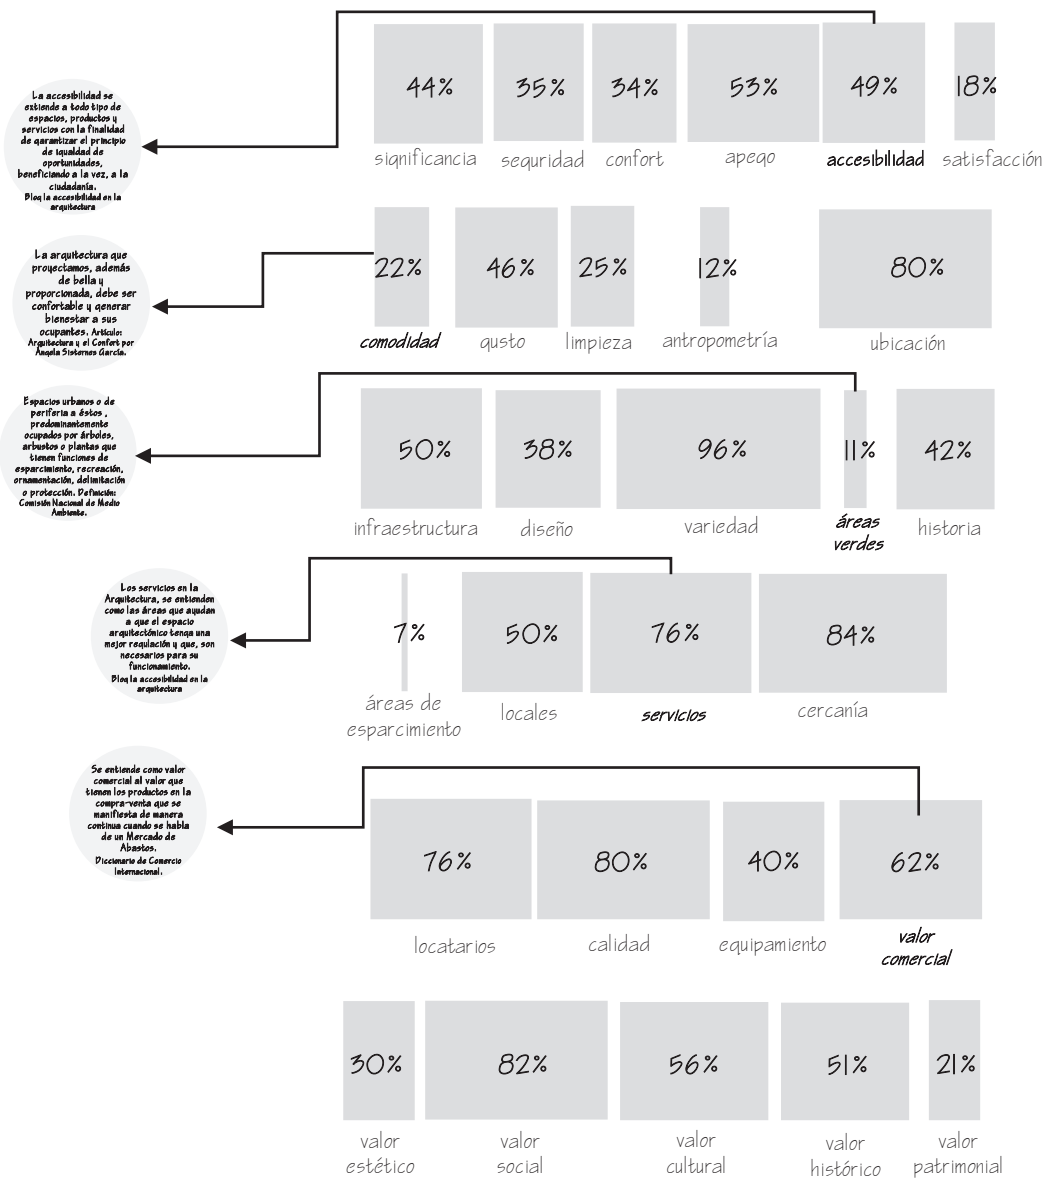 44%
35%
34%
53%
49%
18%
significancia
seguridad
confort
apego
accesibilidad
satisfacción
La accesibilidad se
extiende a todo tipo de
espacios, productos y
servicios con la finalidad
de garantizar el principio
de igualdad de
oportunidades,
beneficiando a la vez, a la
ciudadanía.
Blog la accesibilidad en la
arquitectura
22%
46%
25%
12%
80%
comodidad
gusto
limpieza
antropometría
ubicación
La arquitectura que
proyectamos, además
de bella y
proporcionada, debe ser
confortable y generar
bienestar a sus
ocupantes. Artículo:
Arquitectura y el Confort por
Ángela Sisternes García.
50%
38%
96%
11%
42%
infraestructura
diseño
variedad
áreas
verdes
historia
Espacios urbanos o de
periferia a éstos ,
predominantemente
ocupados por árboles,
arbustos o plantas que
tienen funciones de
esparcimiento, recreación,
ornamentación, delimitación
o protección. Definición:
Comisión Nacional de Medio
Ambiente.
7%
50%
76%
84%
áreas de
esparcimiento
locales
servicios
cercanía
Los servicios en la
Arquitectura, se entienden
como las áreas que ayudan
a que el espacio
arquitectónico tenga una
mejor regulación y que, son
necesarios para su
funcionamiento.
Blog la accesibilidad en la
arquitectura
76%
80%
40%
62%
locatarios
calidad
equipamiento
valor
comercial
Se entiende como valor
comercial al valor que
tienen los productos en la
compra-venta que se
manifiesta de manera
continua cuando se habla
de un Mercado de
Abastos.
Diccionario de Comercio
Internacional.
30%
82%
56%
51%
21%
valor
estético
valor
social
valor
cultural
valor
histórico
valor
patrimonial